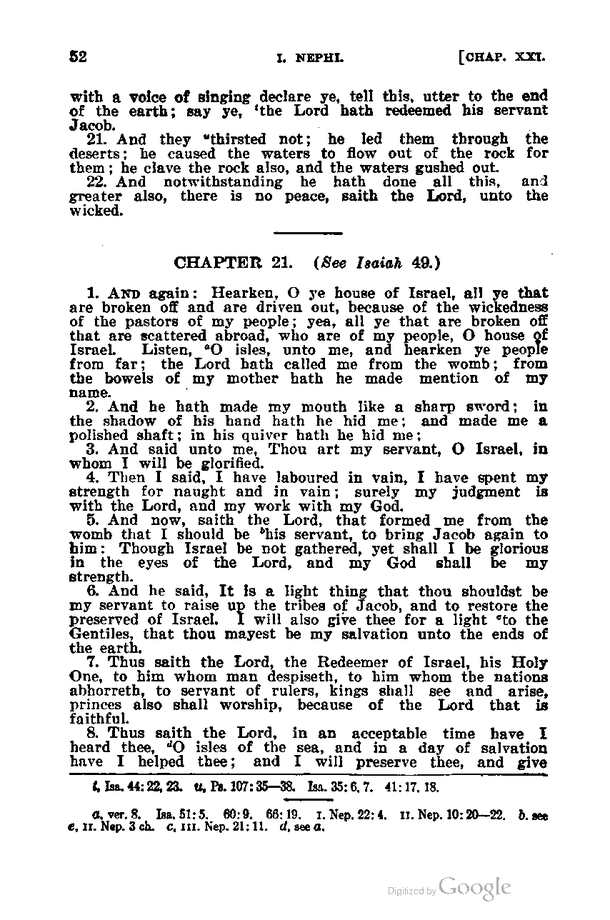 52 I. NEPHI. [CHAP. XXI.
with a voice of singing declare ye, tell this, utter to the end
of the earth; say ye, ᵗthe Lord hath redeemed his servant
Jacob.
21. And they ᵘthirsted not; he led them through the
deserts; he caused the waters to flow out of the rock for
them; he clave the rock also, and the waters gushed out.
22. And notwithstanding he hath done all this, and
greater also, there is no peace, saith the Lord, unto the
wicked.
CHAPTER 21. (See Isaiah 49.)
1. AND again: Hearken, O ye house of Israel, all ye that
are broken off and are driven out, because of the wickedness
of the pastors of my people; yea, all ye that are broken off
that are scattered abroad, who are of my people, O house of
Israel. Listen, ᵃO isles, unto me, and hearken ye people
from far; the Lord hath called me from the womb; from
the bowels of my mother hath he made mention of my
name.
2. And he hath made my mouth like a sharp sword; in
the shadow of his hand hath he hid me; and made me a
polished shaft; in his quiver hath he hid me;
3. And said unto me, Thou art my servant, O Israel, in
whom I will be glorified.
4. Then I said, I have laboured in vain, I have spent my
strength for naught and in vain; surely my judgment is
with the Lord, and my work with my God.
5. And now, saith the Lord, that formed me from the
womb that I should be ᵇhis servant, to bring Jacob again to
him: Though Israel be not gathered, yet shall I be glorious
in the eyes of the Lord, and my God shall be my
strength.
6. And he said, It is a light thing that thou shouldst be
my servant to raise up the tribes of Jacob, and to restore the
preserved of Israel. I will also give thee for a light ᶜto the
Gentiles, that thou mayest be my salvation unto the ends of
the earth.
7. Thus saith the Lord, the Redeemer of Israel, his Holy
One, to him whom man despiseth, to him whom the nations
abhorreth, to servant of rulers, kings shall see and arise,
princes also shall worship, because of the Lord that is
faithful.
8. Thus saith the Lord, in an acceptable time have I
heard thee, ᵈO isles of the sea, and in a day of salvation
have I helped thee; and I will preserve thee, and give
t, Isa. 44: 22, 23. u, Ps. 107: 35—38. Isa. 35: 6, 7. 41: 17, 18.
a, ver. 8. Isa. 51: 5. 60: 9. 66: 19. I. Nep. 22: 4. II. Nep. 10: 20—22. b. see
e, II. Nep. 3 ch. c, III. Nep. 21: 11. d, see a.
Digitized by Google